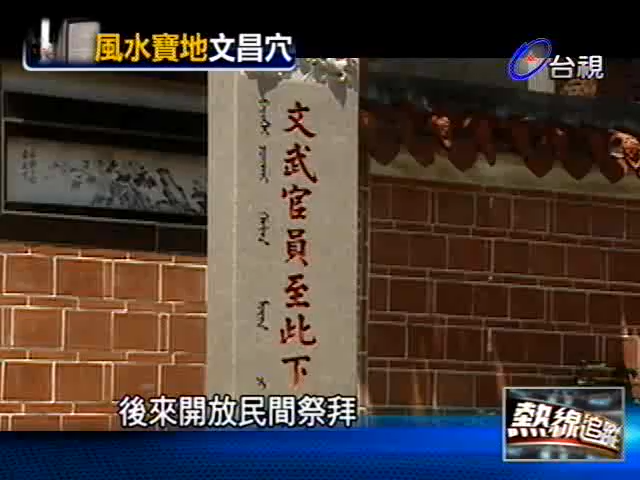 風水寶地文昌穴
台視
文武官員至此下
後來開放民間祭拜
熱線追蹤